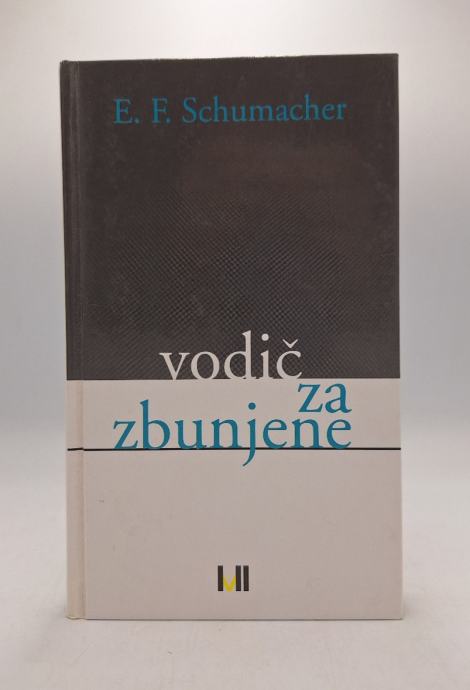 E. F. Schumacher
vodič
za
zbunjene